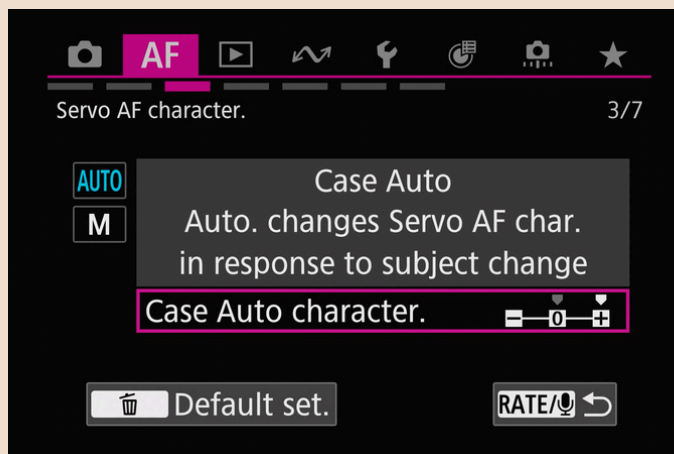 AF
Servo AF character. 3/7
AUTO
M
Case Auto
Auto. changes Servo AF char.
in response to subject change
Case Auto character. 0
Default set.
RATE/